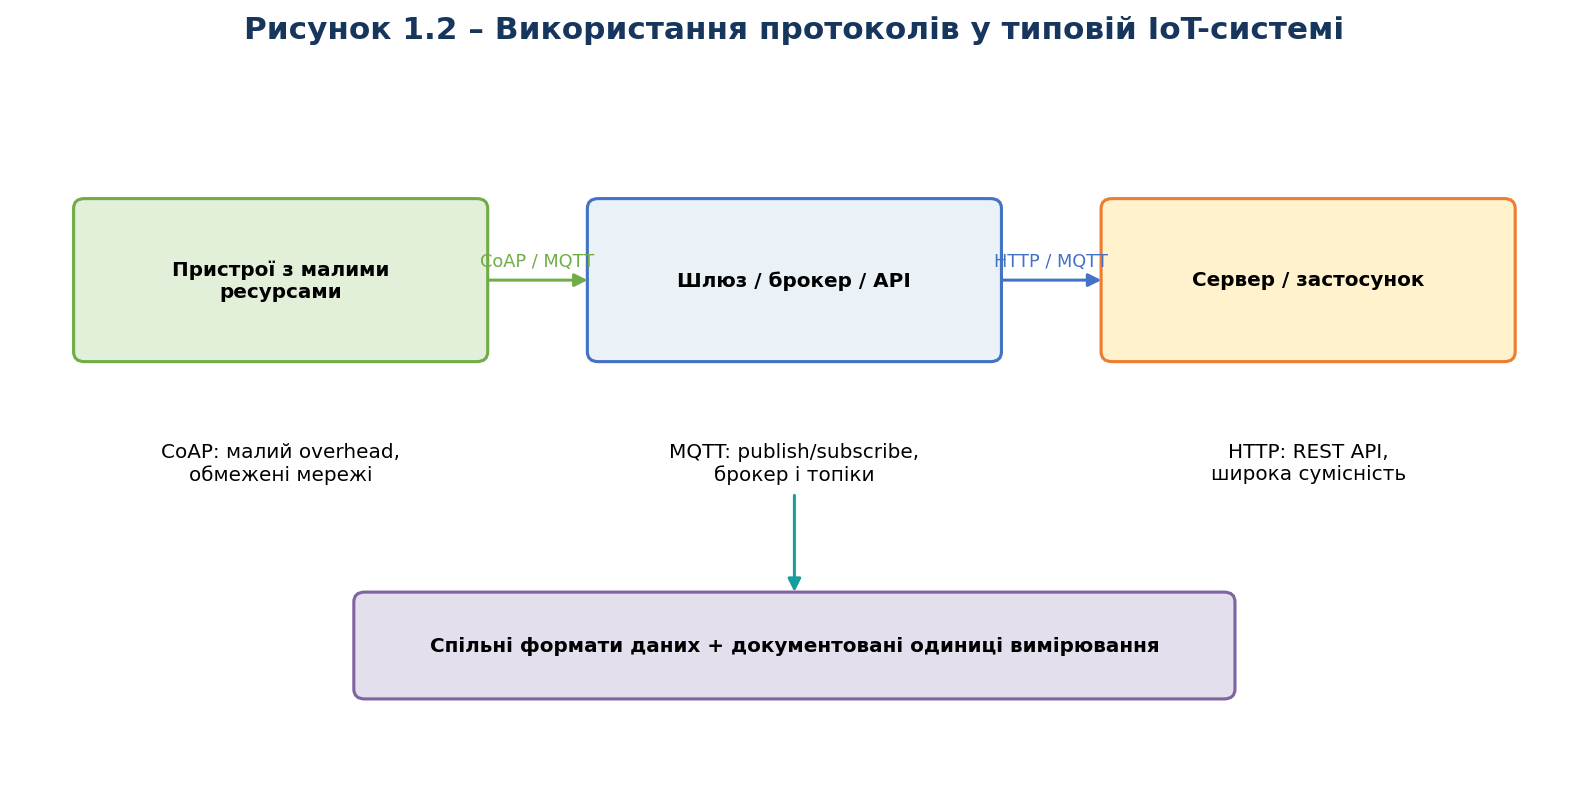 Рисунок 1.2 – Використання протоколів у типовій IoT-системі
Пристрої з малими
ресурсами
CoAP / MQTT
Шлюз / брокер / API
HTTP / MQTT
Сервер / застосунок
CoAP: малий overhead,
обмежені мережі
MQTT: publish/subscribe,
брокер і топіки
HTTP: REST API,
широка сумісність
Спільні формати даних + документовані одиниці вимірювання